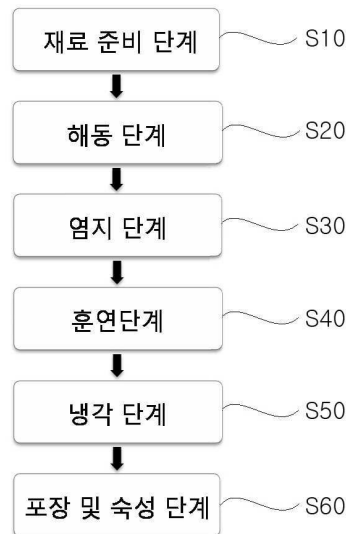 재료 준비 단계 S10
해동 단계 S20
염지 단계 S30
훈연단계 S40
냉각 단계 S50
포장 및 숙성 단계 S60